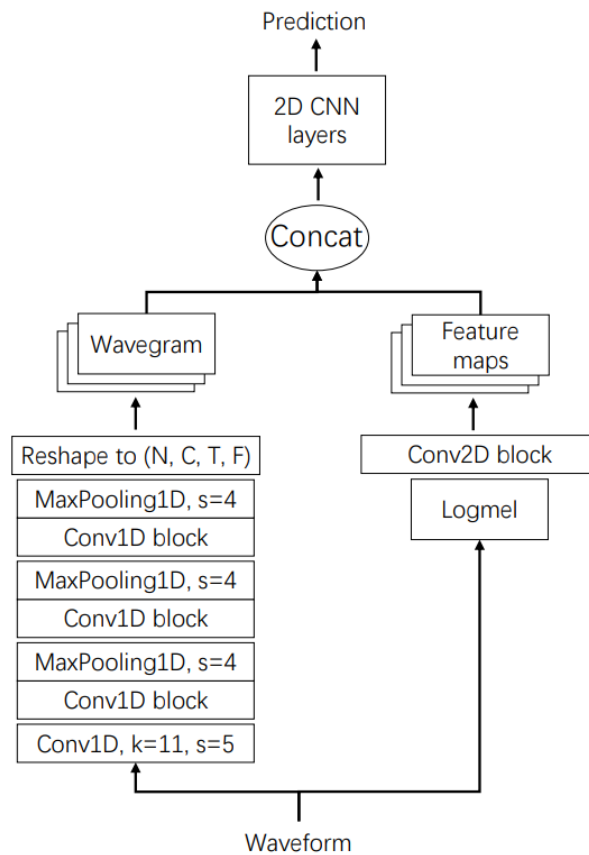 Prediction
2D CNN
layers
Concat
Wavegram
Feature
maps
Reshape to (N, C, T, F)
Conv2D block
MaxPooling1D, s=4
Logmel
Conv1D block
MaxPooling1D, s=4
Conv1D block
MaxPooling1D, s=4
Conv1D block
Conv1D, k=11, s=5
Waveform